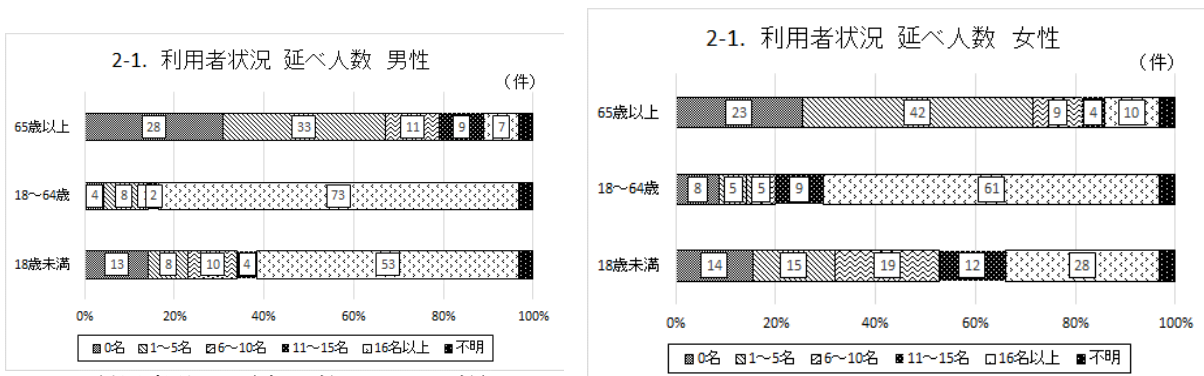 2-1. 利用者状況 延べ人数 男性
(件)
65歳以上 28 33 11 9 7
18～64歳 4 8 2 73
18歳未満 13 8 10 4 53
0% 20% 40% 60% 80% 100%
0名 1～5名 6～10名 11～15名 16名以上 不明
2-1. 利用者状況 延べ人数 女性
(件)
65歳以上 23 42 9 4 10
18～64歳 8 5 5 9 61
18歳未満 14 15 19 12 28
0% 20% 40% 60% 80% 100%
0名 1～5名 6～10名 11～15名 16名以上 不明